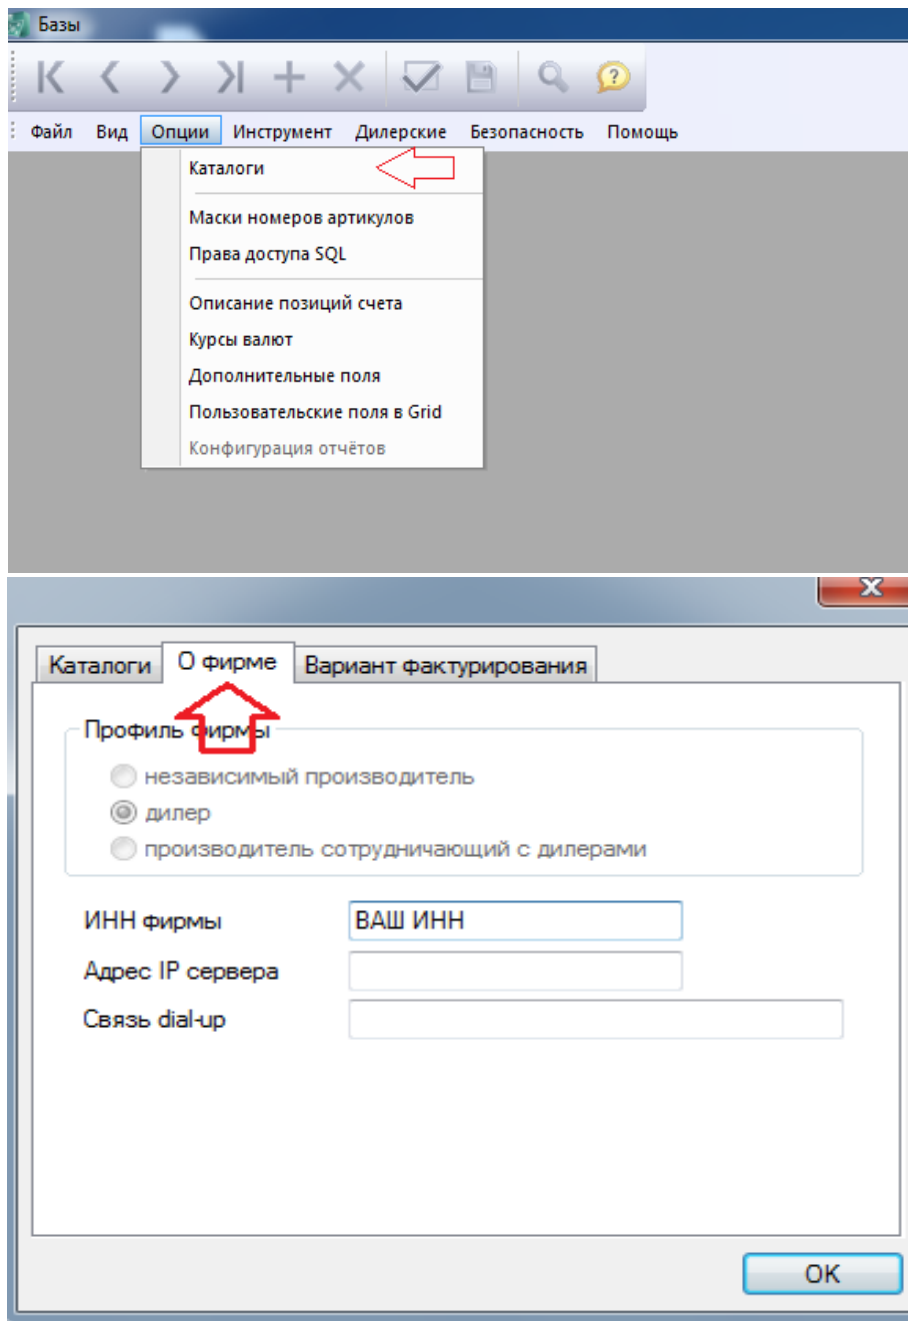 Базы
Файл Вид Опции Инструмент Дилерские Безопасность Помощь
Каталоги
Маски номеров артикулов
Права доступа SQL
Описание позиций счета
Курсы валют
Дополнительные поля
Пользовательские поля в Grid
Конфигурация отчётов
Каталоги О фирме Вариант фактурирования
Профиль фирмы
независимый производитель
дилер
производитель сотрудничающий с дилерами
ИНН фирмы ВАШ ИНН
Адрес IP сервера
Связь dial-up
OK